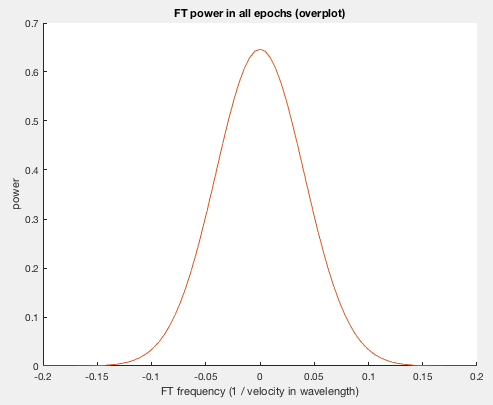 FT power in all epochs (overplot)
0.7
0.6
0.5
0.4
0.3
0.2
0.1
0
power
-0.2 -0.15 -0.1 -0.05 0 0.05 0.1 0.15 0.2
FT frequency (1 / velocity in wavelength)